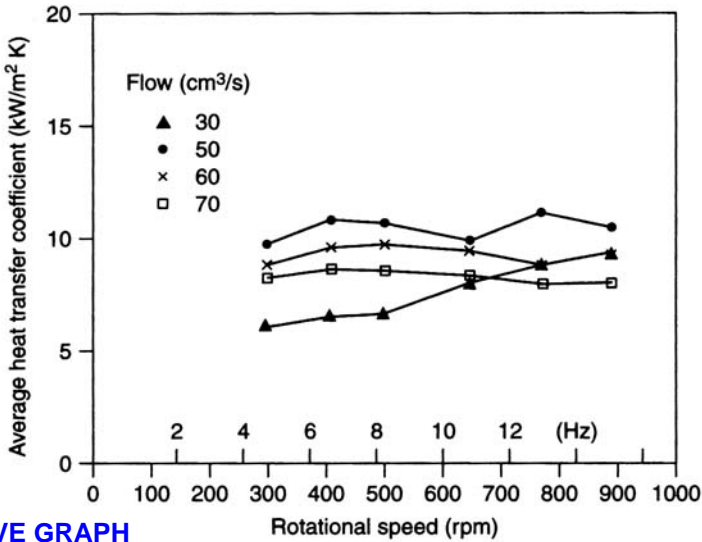 Average heat transfer coefficient (kW/m² K)
20
15
10
5
0
Flow (cm³/s)
30
50
60
70
2 4 6 8 10 12 (Hz)
0 100 200 300 400 500 600 700 800 900 1000
Rotational speed (rpm)
VE GRAPH